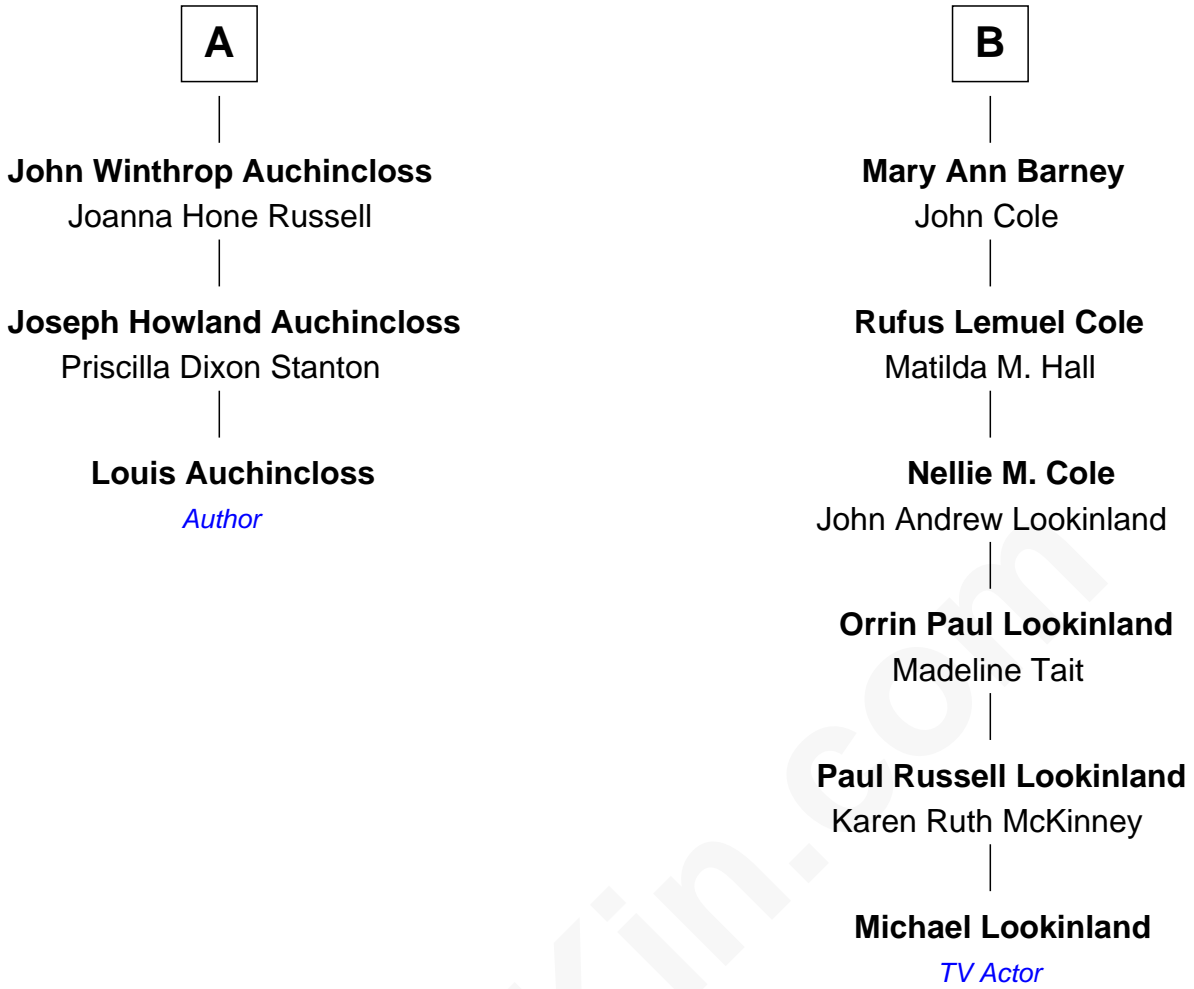 A
John Winthrop Auchincloss
Joanna Hone Russell
Joseph Howland Auchincloss
Priscilla Dixon Stanton
Louis Auchincloss
Author
B
Mary Ann Barney
John Cole
Rufus Lemuel Cole
Matilda M. Hall
Nellie M. Cole
John Andrew Lookinland
Orrin Paul Lookinland
Madeline Tait
Paul Russell Lookinland
Karen Ruth McKinney
Michael Lookinland
TV Actor